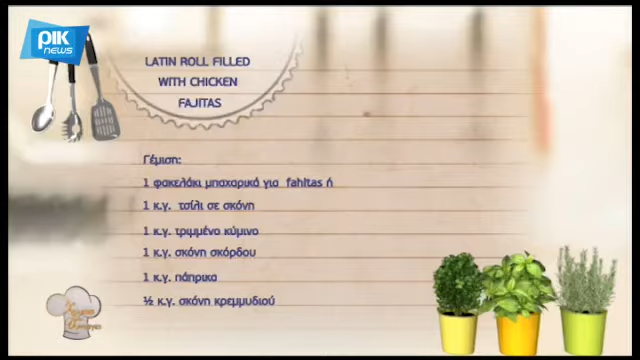 ΡΙΚ
news
LATIN ROLL FILLED
WITH CHICKEN
FAJITAS
Γέμιση:
1 φακελάκι μπαχαρικά για fahitas ή
1 κ.γ. τσίλι σε σκόνη
1 κ.γ. τριμμένο κύμινο
1 κ.γ. σκόνη σκόρδου
1 κ.γ. πάπρικα
½ κ.γ. σκόνη κρεμμυδιού